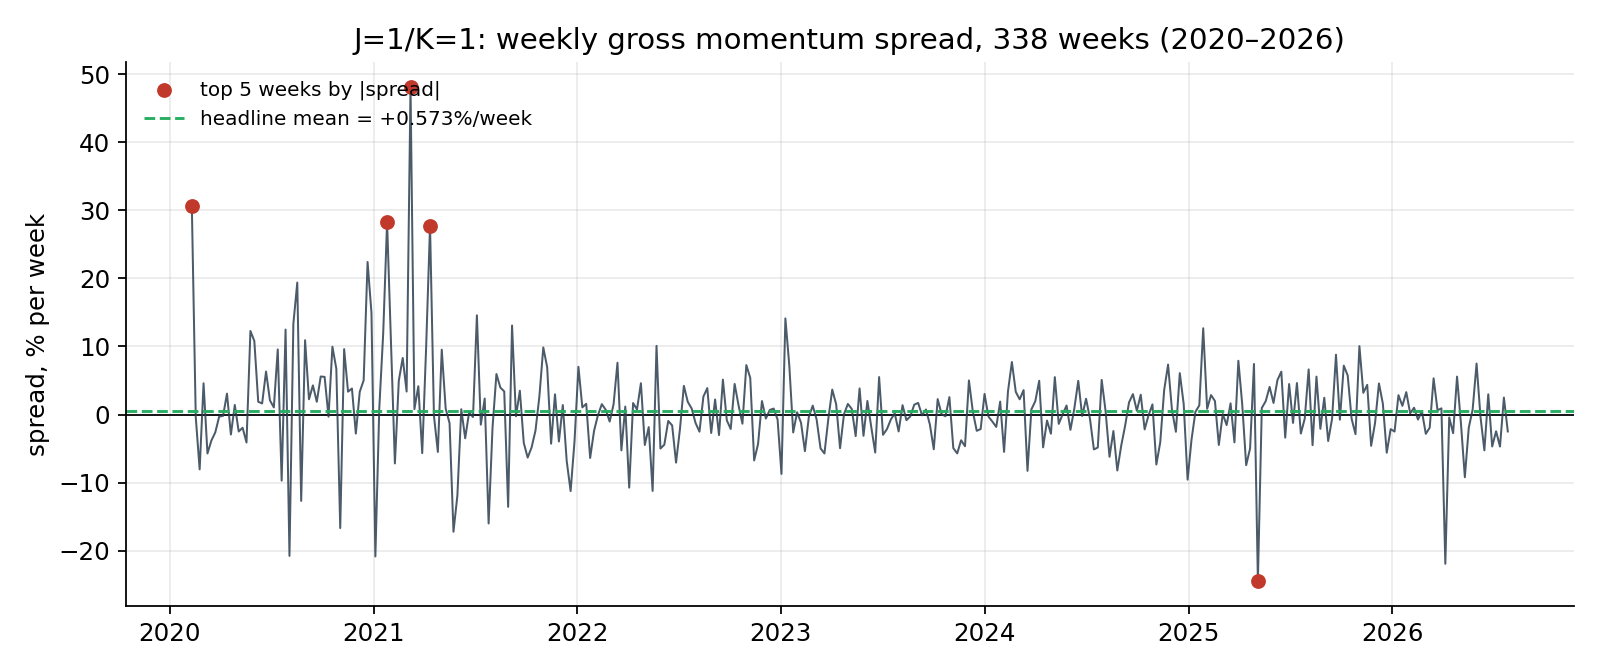 J=1/K=1: weekly gross momentum spread, 338 weeks (2020–2026)
top 5 weeks by |spread|
headline mean = +0.573%/week
spread, % per week
50
40
30
20
10
0
−10
−20
2020 2021 2022 2023 2024 2025 2026